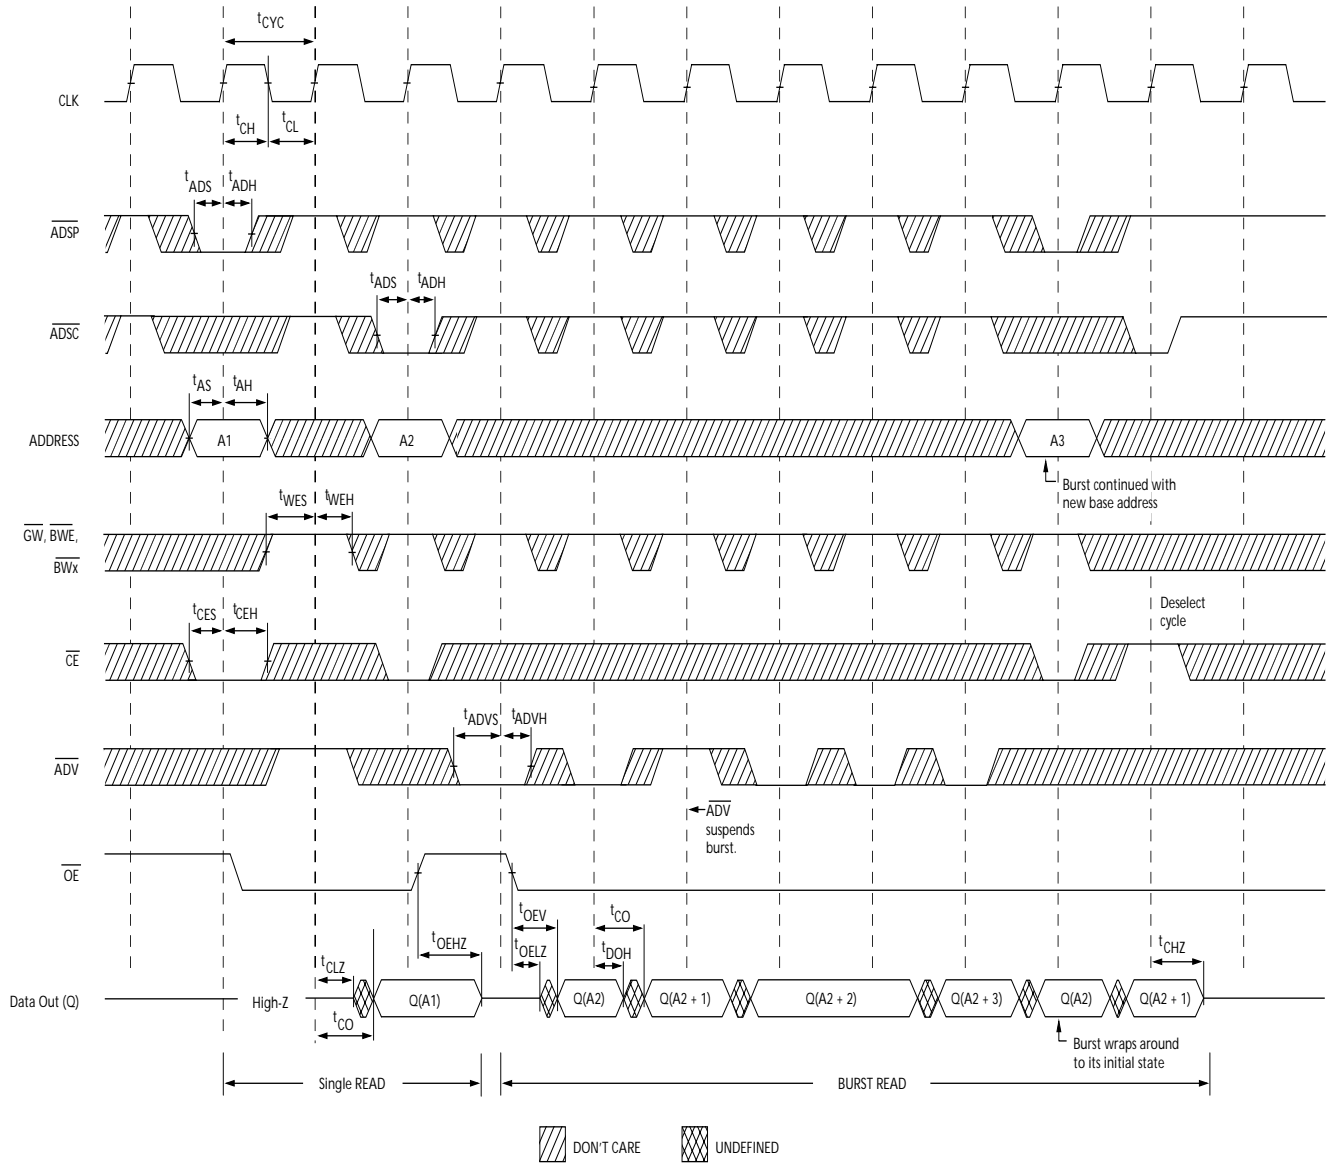 tCYC
CLK
tCH
tCL
tADS
tADH
ADSP
tADS
tADH
ADSC
tAS
tAH
ADDRESS
A1
A2
A3
Burst continued with
new base address
tWES
tWEH
GW, BWE,
BWx
Deselect
cycle
tCES
tCEH
CE
tADVS
tADVH
ADV
ADV
suspends
burst.
OE
tOEV
tCO
tOEHZ
tOELZ
tDOH
tCHZ
tCLZ
Data Out (Q)
High-Z
Q(A1)
Q(A2)
Q(A2 + 1)
Q(A2 + 2)
Q(A2 + 3)
Q(A2)
Q(A2 + 1)
tCO
Burst wraps around
to its initial state
Single READ
BURST READ
DON'T CARE
UNDEFINED